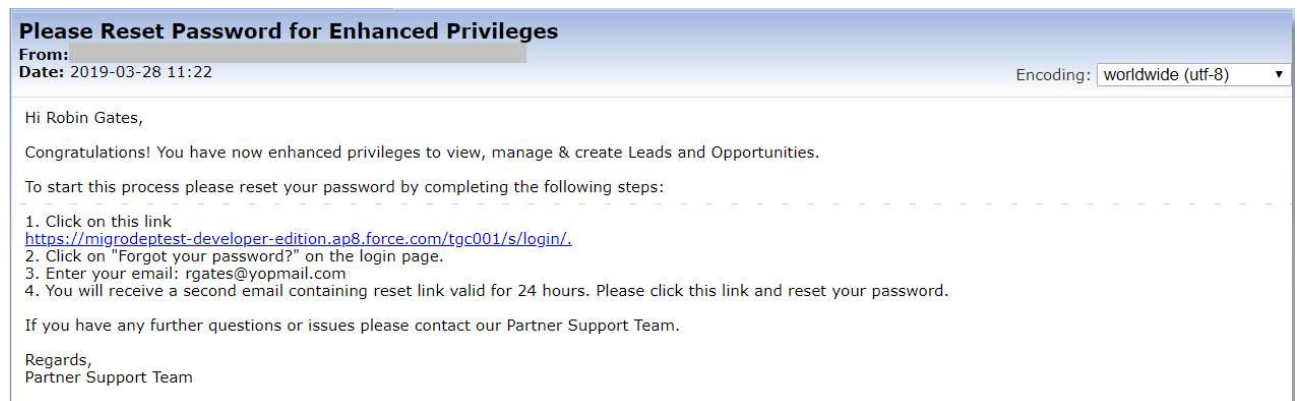 Please Reset Password for Enhanced Privileges
From:
Date: 2019-03-28 11:22
Encoding: worldwide (utf-8)
Hi Robin Gates,
Congratulations! You have now enhanced privileges to view, manage & create Leads and Opportunities.
To start this process please reset your password by completing the following steps:
1. Click on this link
https://migrodeptest-developer-edition.ap8.force.com/tgc001/s/login/.
2. Click on "Forgot your password?" on the login page.
3. Enter your email: rgates@yopmail.com
4. You will receive a second email containing reset link valid for 24 hours. Please click this link and reset your password.
If you have any further questions or issues please contact our Partner Support Team.
Regards,
Partner Support Team